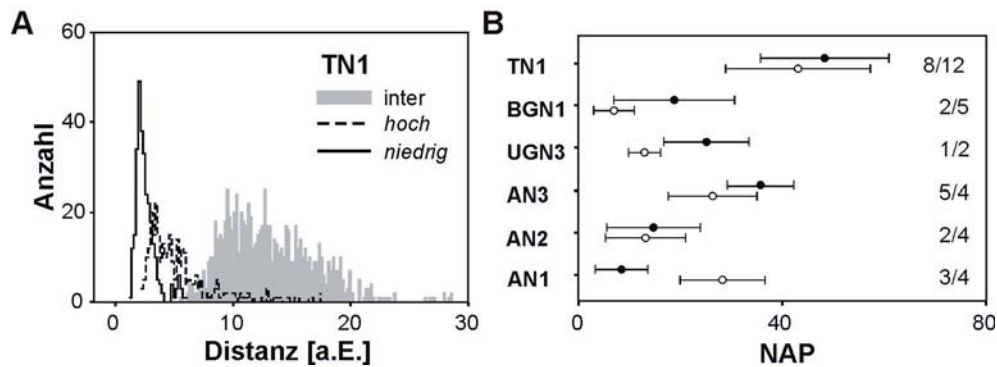 A
Anzahl
60
40
20
0
TN1
inter
hoch
niedrig
0 10 20 30
Distanz [a.E.]
B
TN1 8/12
BGN1 2/5
UGN3 1/2
AN3 5/4
AN2 2/4
AN1 3/4
0 40 80
NAP